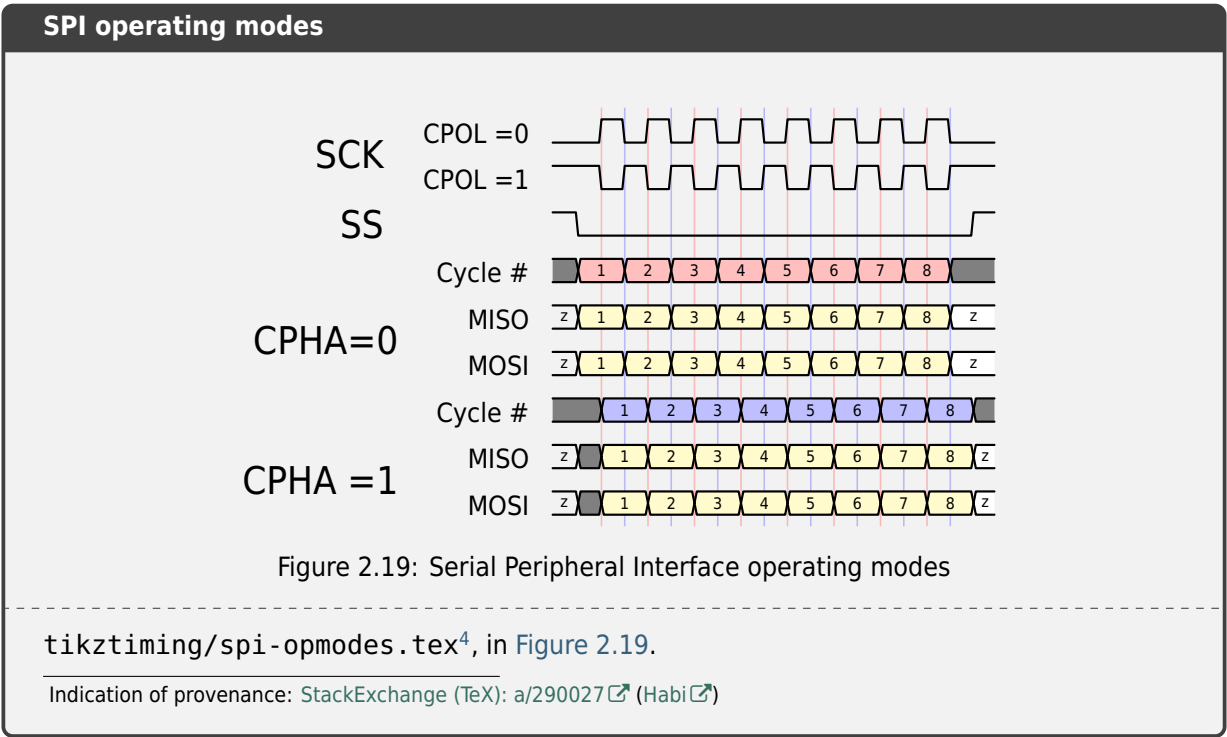 SPI operating modes
SCK
CPOL =0
CPOL =1
SS
Cycle # 1 2 3 4 5 6 7 8
CPHA=0
MISO z 1 2 3 4 5 6 7 8 z
MOSI z 1 2 3 4 5 6 7 8 z
Cycle # 1 2 3 4 5 6 7 8
CPHA =1
MISO z 1 2 3 4 5 6 7 8 z
MOSI z 1 2 3 4 5 6 7 8 z
Figure 2.19: Serial Peripheral Interface operating modes
tikztiming/spi-opmodes.tex4, in Figure 2.19.
Indication of provenance: StackExchange (TeX): a/290027 (Habi)